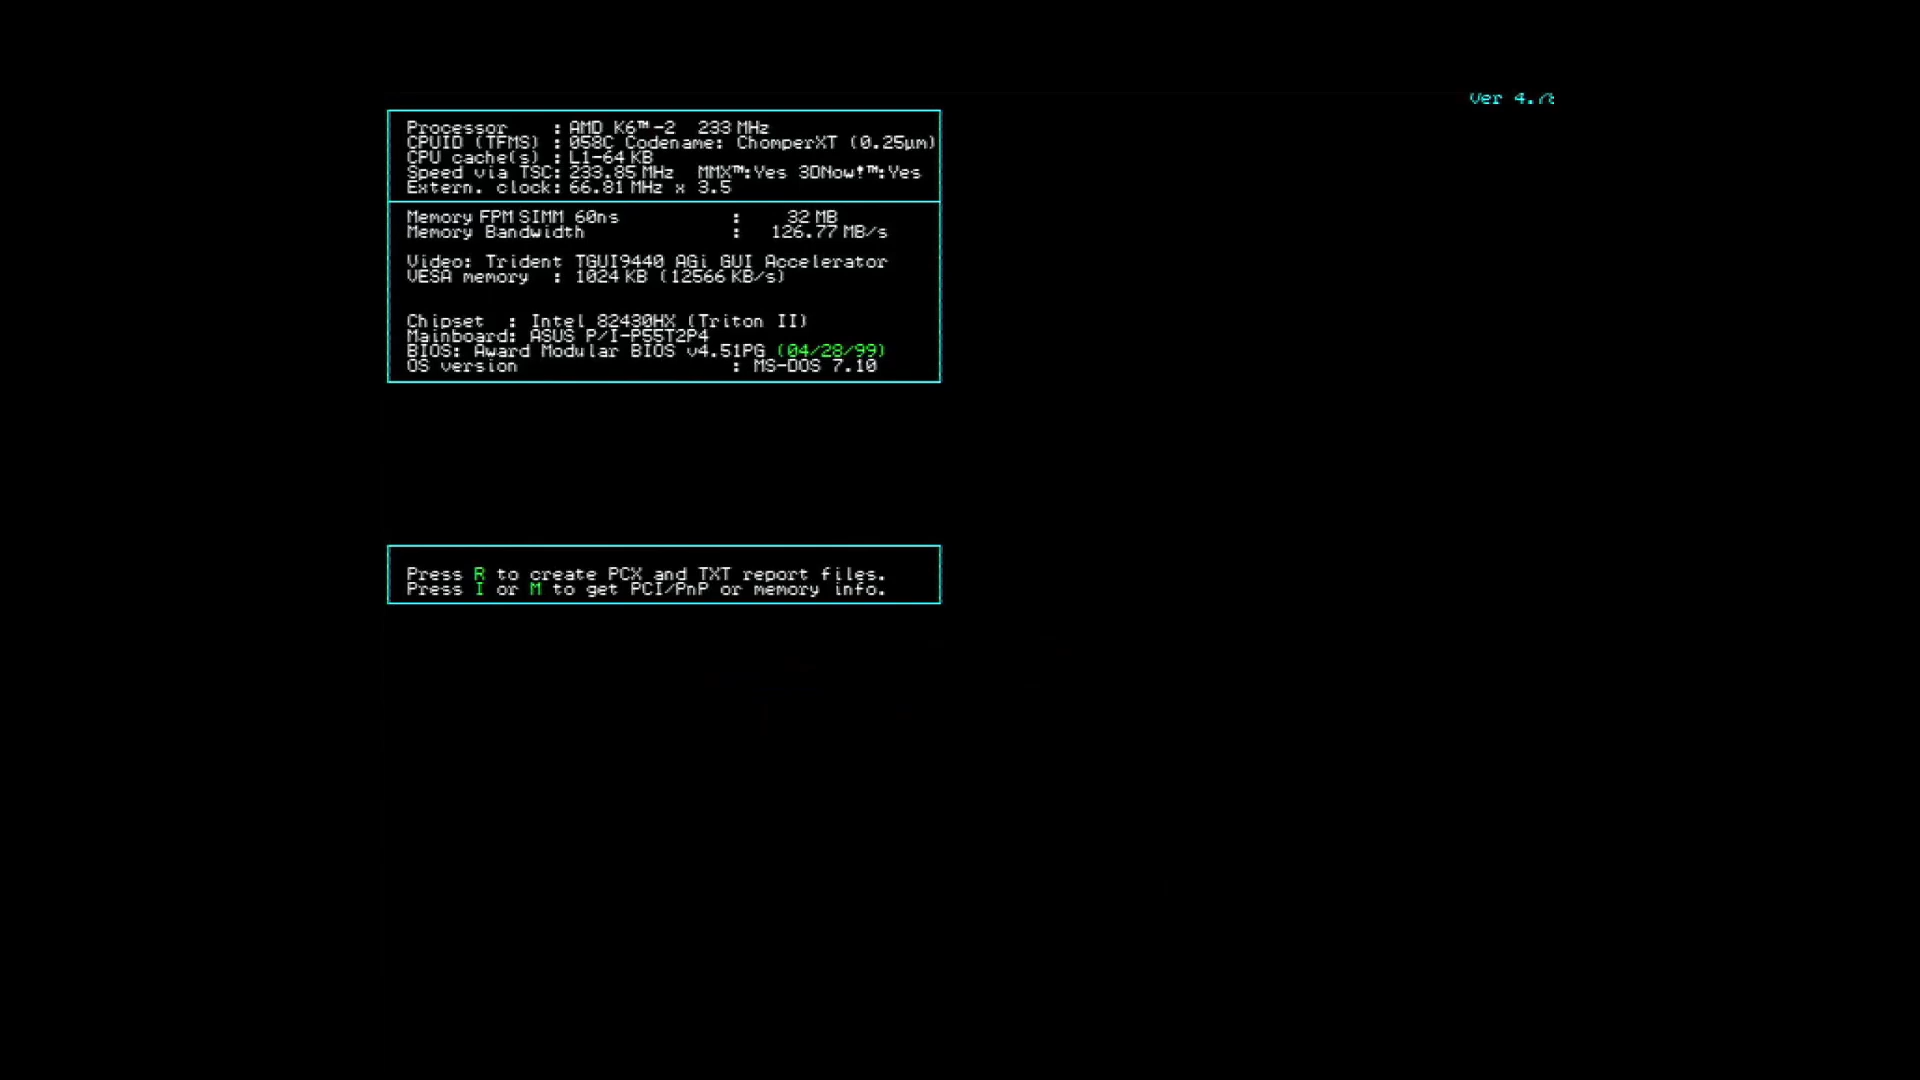 Ver 4.78
Processor : AMD K6™-2 233 MHz
CPUID (TFMS) : 058C Codename: ChomperXT (0.25µm)
CPU cache(s) : L1-64 KB
Speed via TSC: 233.85 MHz MMX™:Yes 3DNow!™:Yes
Extern. clock: 66.81 MHz x 3.5
Memory FPM SIMM 60ns : 32 MB
Memory Bandwidth : 126.77 MB/s
Video: Trident TGUI9440 AGi GUI Accelerator
VESA memory : 1024 KB (12566 KB/s)
Chipset : Intel 82430HX (Triton II)
Mainboard: ASUS P/I-P55T2P4
BIOS: Award Modular BIOS v4.51PG (04/28/99)
OS version : MS-DOS 7.10
Press R to create PCX and TXT report files.
Press I or M to get PCI/PnP or memory info.